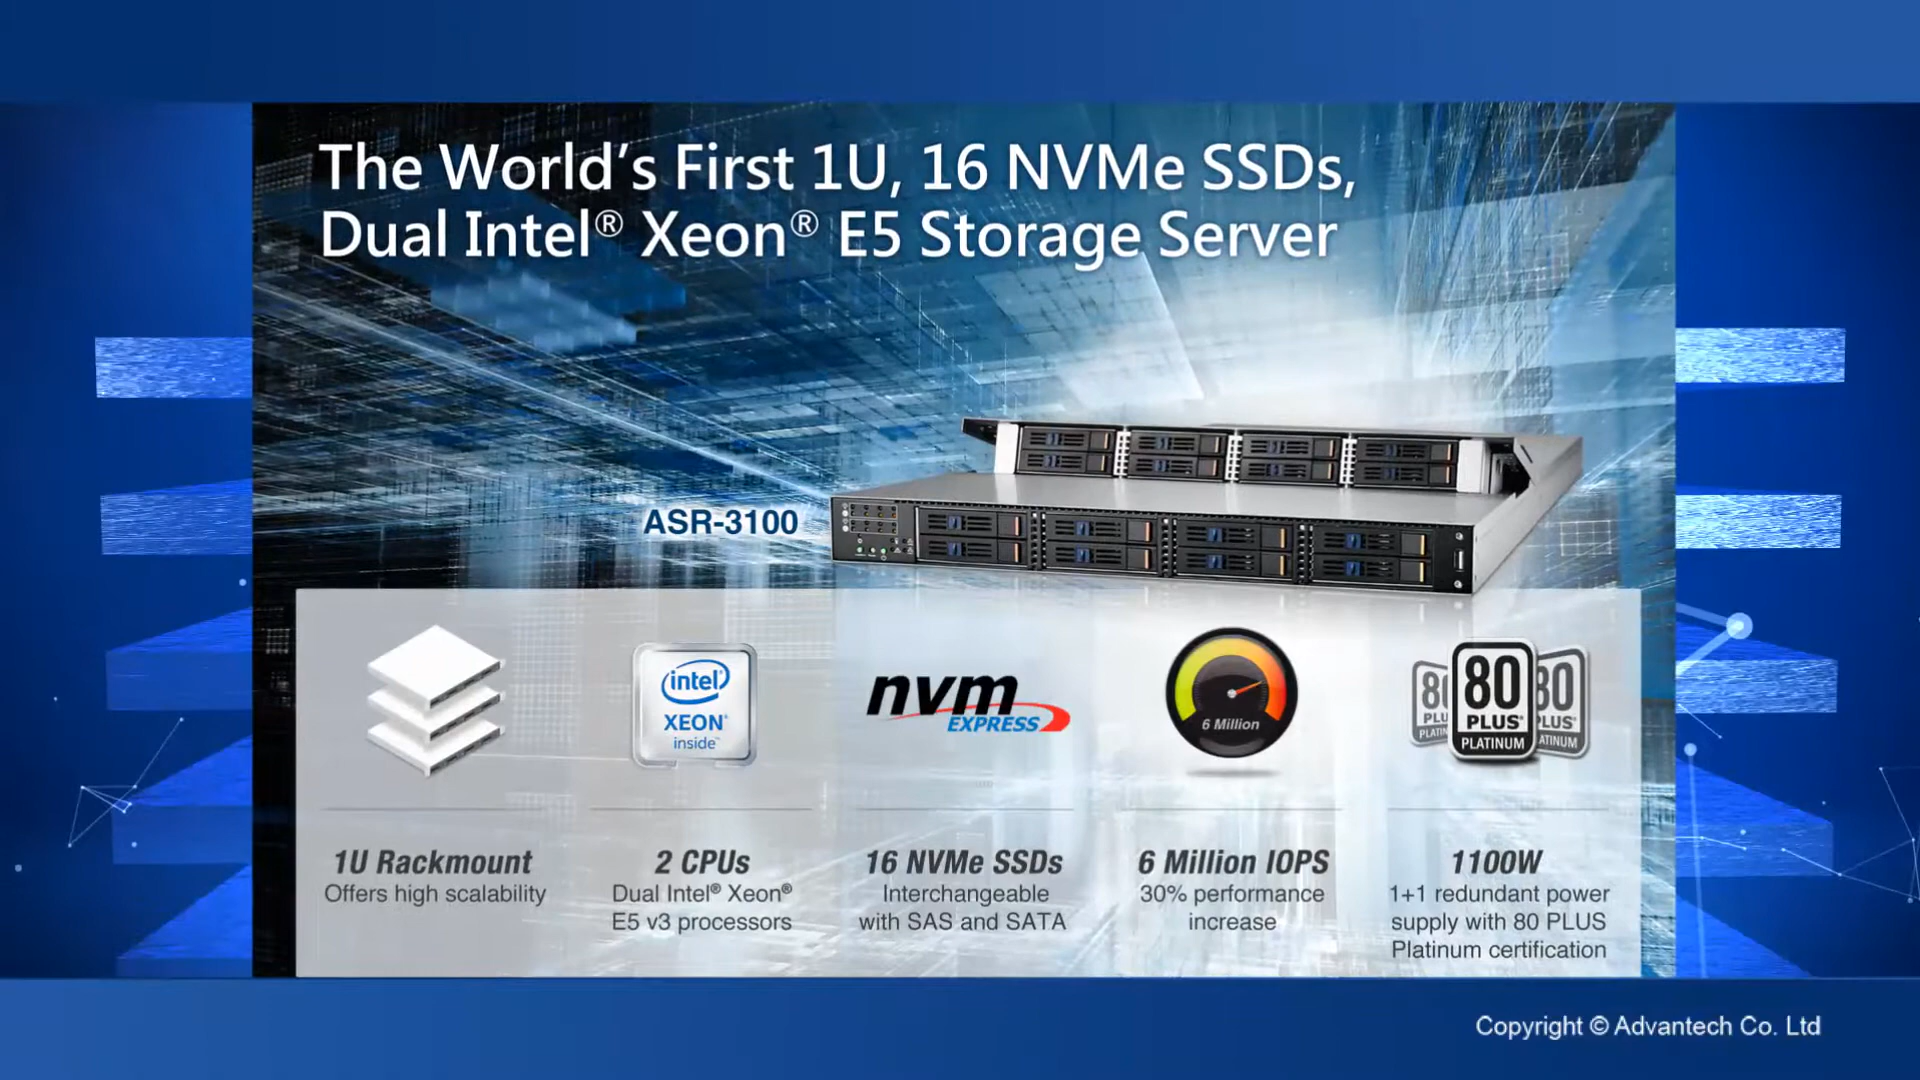 The World's First 1U, 16 NVMe SSDs,
Dual Intel® Xeon® E5 Storage Server
ASR-3100
intel®
XEON®
inside™
nvm
EXPRESS
6 Million
80
PLUS®
PLATINUM
1U Rackmount
Offers high scalability
2 CPUs
Dual Intel® Xeon®
E5 v3 processors
16 NVMe SSDs
Interchangeable
with SAS and SATA
6 Million IOPS
30% performance
increase
1100W
1+1 redundant power
supply with 80 PLUS
Platinum certification
Copyright © Advantech Co. Ltd